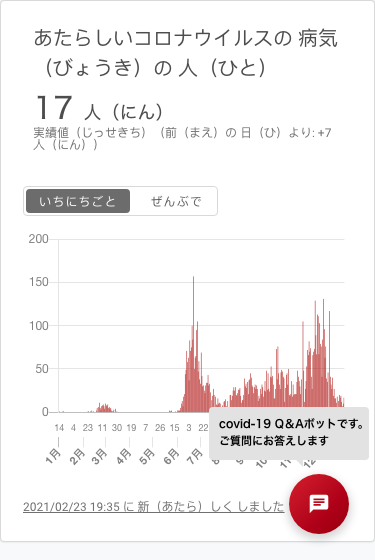 あたらしいコロナウイルスの 病気
（びょうき）の 人（ひと）
17 人（にん）
実績値（じっせきち）（前（まえ）の 日（ひ）より: +7
人（にん））
いちにちごと ぜんぶで
200
150
100
50
0
14 4 23 11 30 19 7 26 15 3 22
1月 2月 3月 4月 5月 6月 7月
covid-19 Q&Aボットです。
ご質問にお答えします
2021/02/23 19:35 に 新（あたら）しく しました